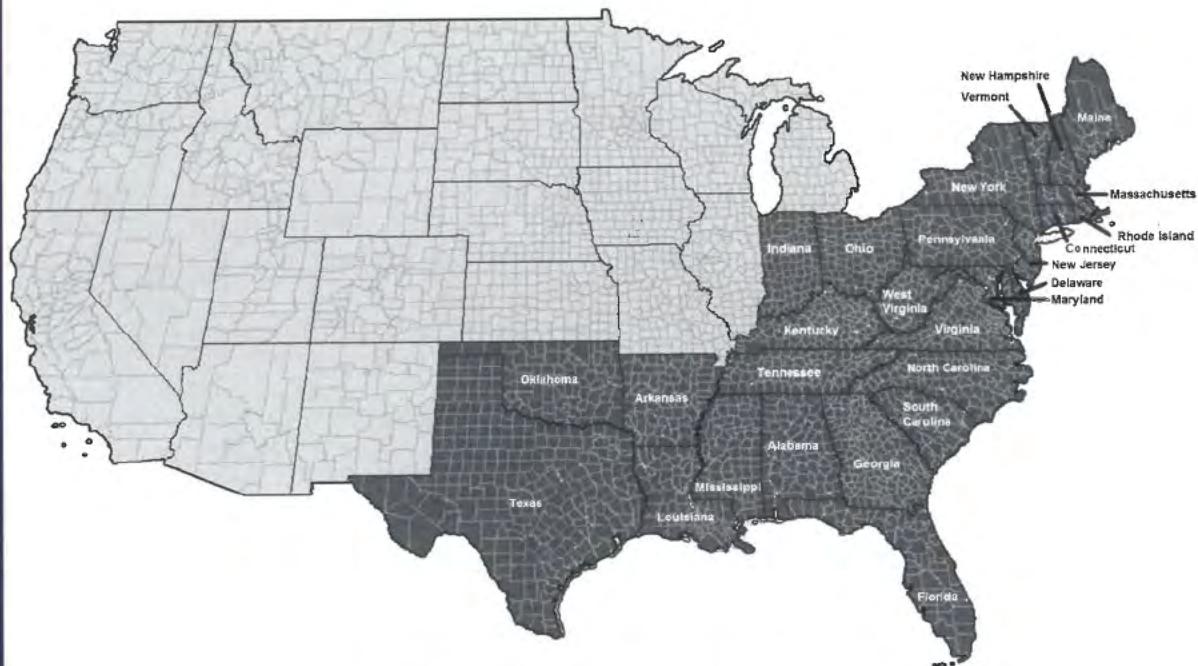 New Hampshire
Vermont
Maine
New York
Massachusetts
Rhode Island
Connecticut
Pennsylvania
New Jersey
Delaware
Maryland
Indiana
Ohio
West
Virginia
Virginia
Kentucky
Tennessee
North Carolina
South
Carolina
Oklahoma
Arkansas
Alabama
Georgia
Mississippi
Texas
Louisiana
Florida